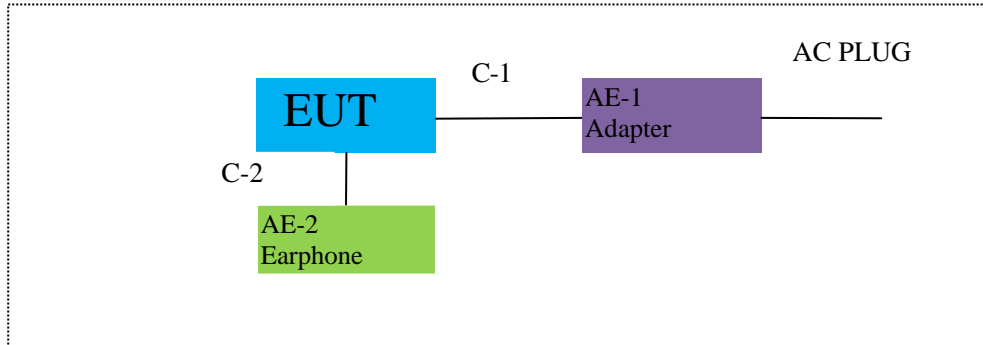 AC PLUG
C-1
EUT
AE-1
Adapter
C-2
AE-2
Earphone